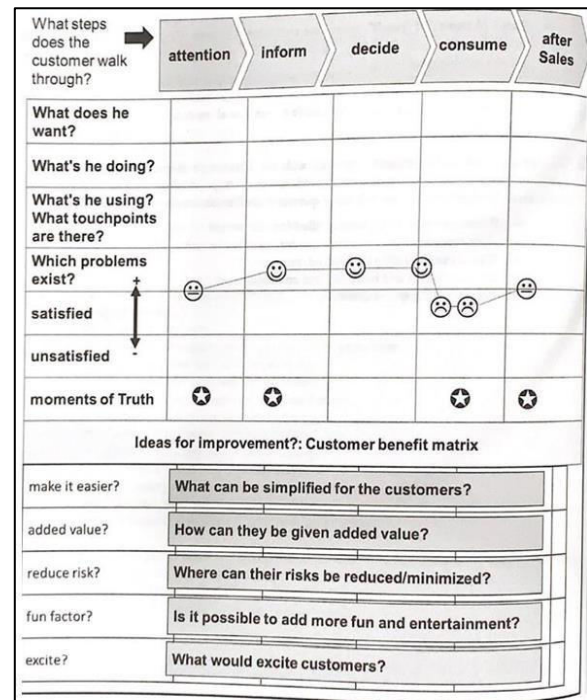 What steps
does the
customer walk
through?
attention
inform
decide
consume
after
Sales
What does he
want?
What's he doing?
What's he using?
What touchpoints
are there?
Which problems
exist?
+
satisfied
unsatisfied
-
moments of Truth
Ideas for improvement?: Customer benefit matrix
make it easier?
What can be simplified for the customers?
added value?
How can they be given added value?
reduce risk?
Where can their risks be reduced/minimized?
fun factor?
Is it possible to add more fun and entertainment?
excite?
What would excite customers?